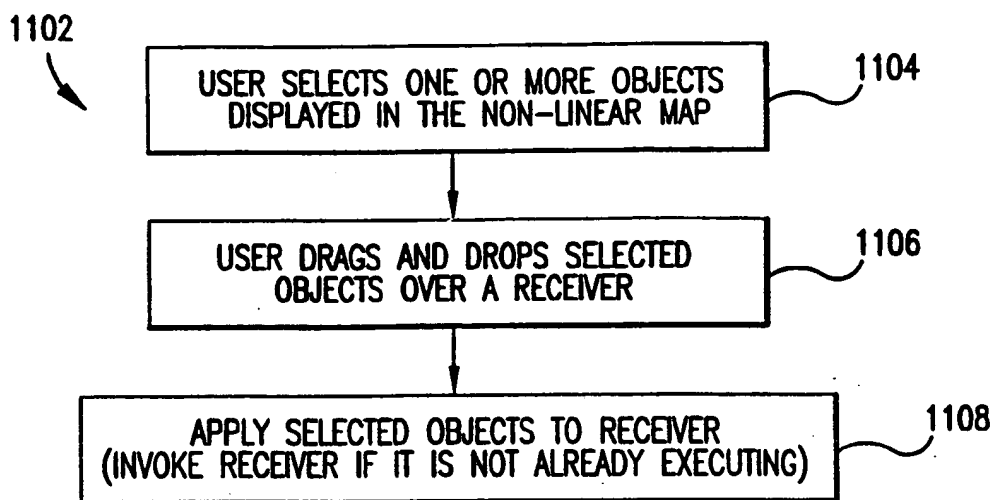 1102
USER SELECTS ONE OR MORE OBJECTS
DISPLAYED IN THE NON-LINEAR MAP
1104
USER DRAGS AND DROPS SELECTED
OBJECTS OVER A RECEIVER
1106
APPLY SELECTED OBJECTS TO RECEIVER
(INVOKE RECEIVER IF IT IS NOT ALREADY EXECUTING)
1108